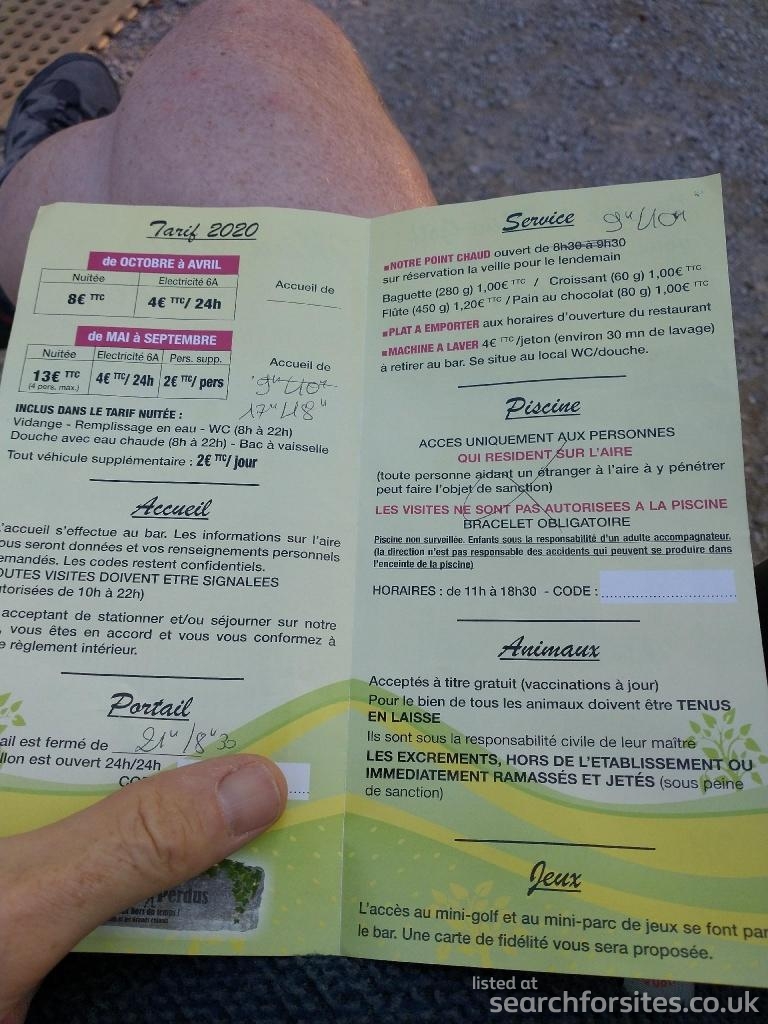 Tarif 2020
de OCTOBRE à AVRIL
Nuitée Electricité 6A
8€ TTC 4€ TTC/ 24h
Accueil de
de MAI à SEPTEMBRE
Nuitée Electricité 6A Pers. supp.
13€ TTC 4€ TTC/ 24h 2€ TTC/ pers
(4 pers. max.)
Accueil de
9H/10H
17H/18H
INCLUS DANS LE TARIF NUITÉE :
Vidange - Remplissage en eau - WC (8h à 22h)
Douche avec eau chaude (8h à 22h) - Bac à vaisselle
Tout véhicule supplémentaire : 2€ TTC/ jour
Accueil
L'accueil s'effectue au bar. Les informations sur l'aire
ous seront données et vos renseignements personnels
emandés. Les codes restent confidentiels.
OUTES VISITES DOIVENT ETRE SIGNALEES
utorisées de 10h à 22h)
acceptant de stationner et/ou séjourner sur notre
, vous êtes en accord et vous vous conformez à
e règlement intérieur.
Portail
ail est fermé de 21H/8H30
llon est ouvert 24h/24h
CO
Perdus
hors du temps !
Service
9H/10H
NOTRE POINT CHAUD ouvert de 8h30 à 9h30
sur réservation la veille pour le lendemain
Baguette (280 g) 1,00€ TTC / Croissant (60 g) 1,00€ TTC
Flûte (450 g) 1,20€ TTC / Pain au chocolat (80 g) 1,00€ TTC
PLAT A EMPORTER aux horaires d'ouverture du restaurant
MACHINE A LAVER 4€ TTC /jeton (environ 30 mn de lavage)
à retirer au bar. Se situe au local WC/douche.
Piscine
ACCES UNIQUEMENT AUX PERSONNES
QUI RESIDENT SUR L'AIRE
(toute personne aidant un étranger à l'aire à y pénétrer
peut faire l'objet de sanction)
LES VISITES NE SONT PAS AUTORISEES A LA PISCINE
BRACELET OBLIGATOIRE
Piscine non surveillée. Enfants sous la responsabilité d'un adulte accompagnateur.
(la direction n'est pas responsable des accidents qui peuvent se produire dans
l'enceinte de la piscine)
HORAIRES : de 11h à 18h30 - CODE :
Animaux
Acceptés à titre gratuit (vaccinations à jour)
Pour le bien de tous les animaux doivent être TENUS
EN LAISSE
Ils sont sous la responsabilité civile de leur maître
LES EXCREMENTS, HORS DE L'ETABLISSEMENT OU
IMMEDIATEMENT RAMASSÉS ET JETÉS (sous peine
de sanction)
Jeux
L'accès au mini-golf et au mini-parc de jeux se font par
le bar. Une carte de fidélité vous sera proposée.
listed at
searchforsites.co.uk